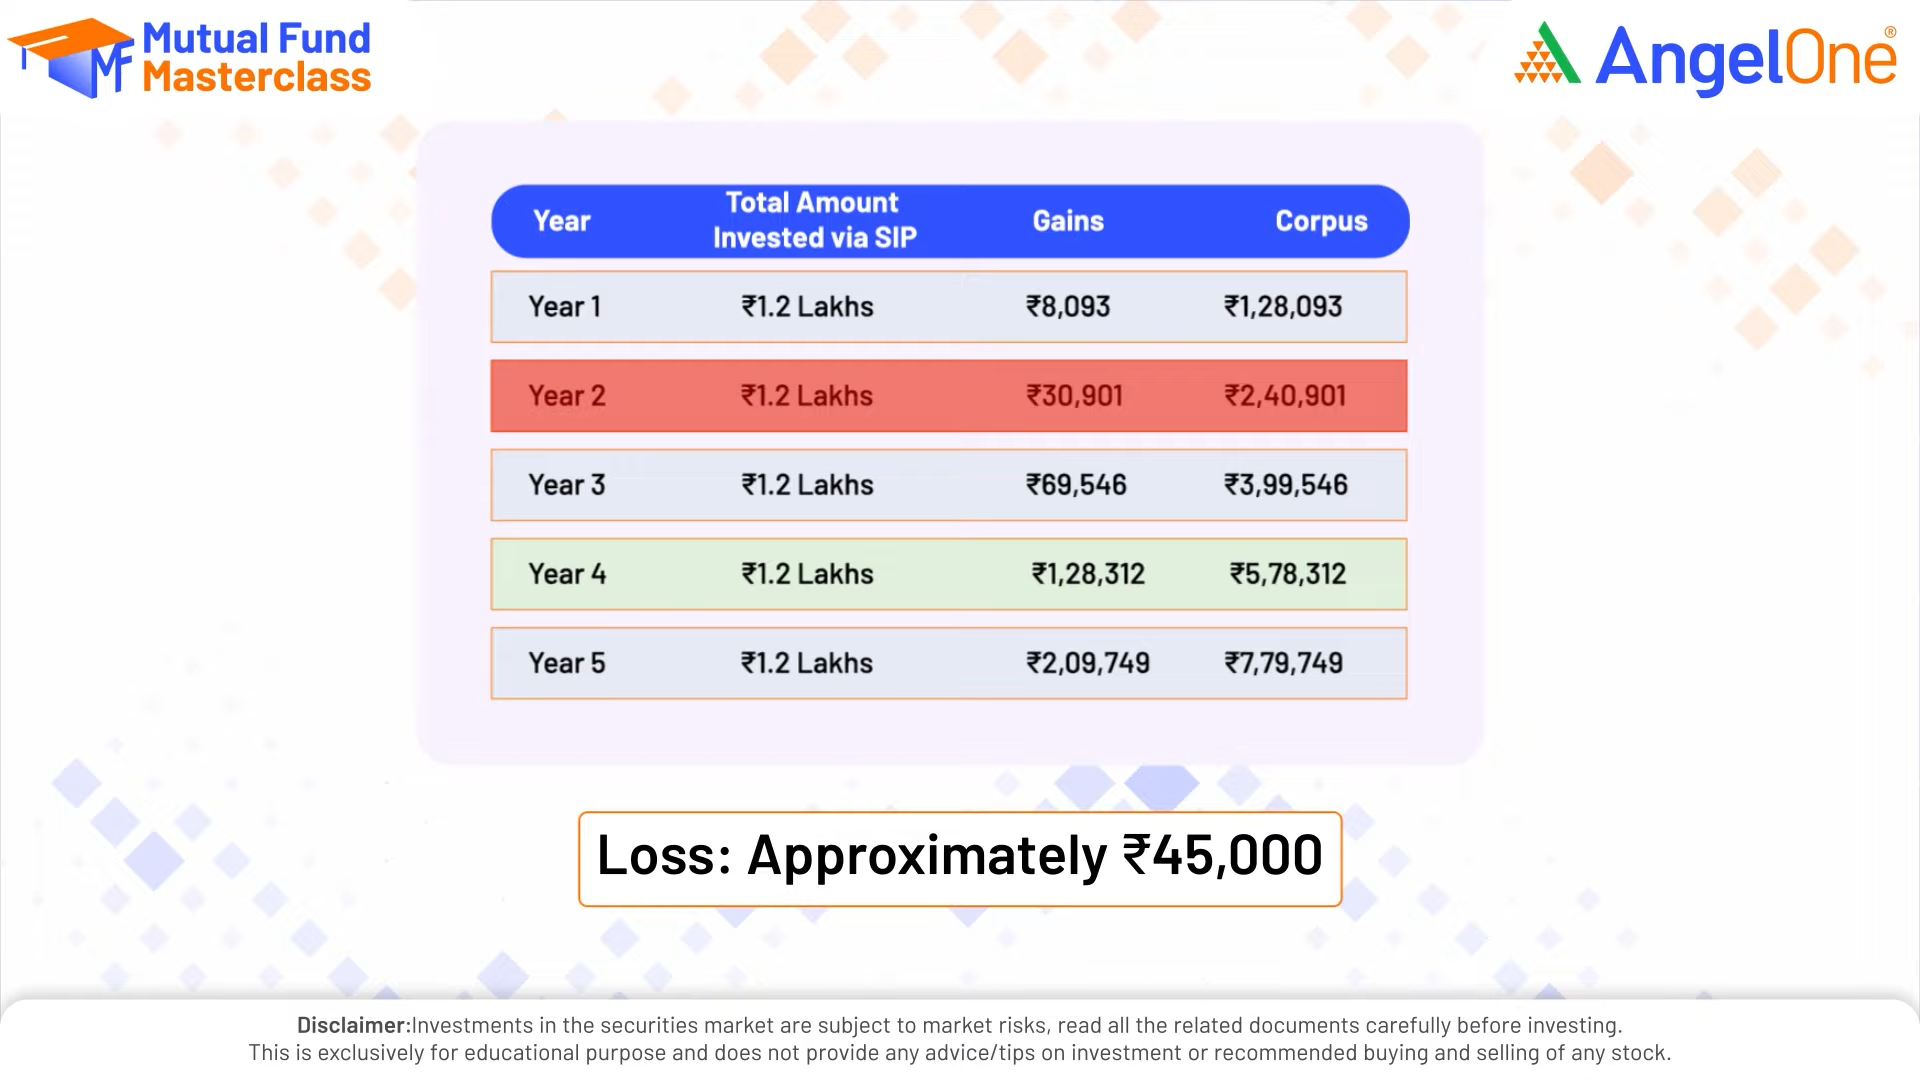 Mutual Fund
Masterclass
MF
AngelOne®
Year Total Amount Invested via SIP Gains Corpus
Year 1 ₹1.2 Lakhs ₹8,093 ₹1,28,093
Year 2 ₹1.2 Lakhs ₹30,901 ₹2,40,901
Year 3 ₹1.2 Lakhs ₹69,546 ₹3,99,546
Year 4 ₹1.2 Lakhs ₹1,28,312 ₹5,78,312
Year 5 ₹1.2 Lakhs ₹2,09,749 ₹7,79,749
Loss: Approximately ₹45,000
Disclaimer:Investments in the securities market are subject to market risks, read all the related documents carefully before investing.
This is exclusively for educational purpose and does not provide any advice/tips on investment or recommended buying and selling of any stock.